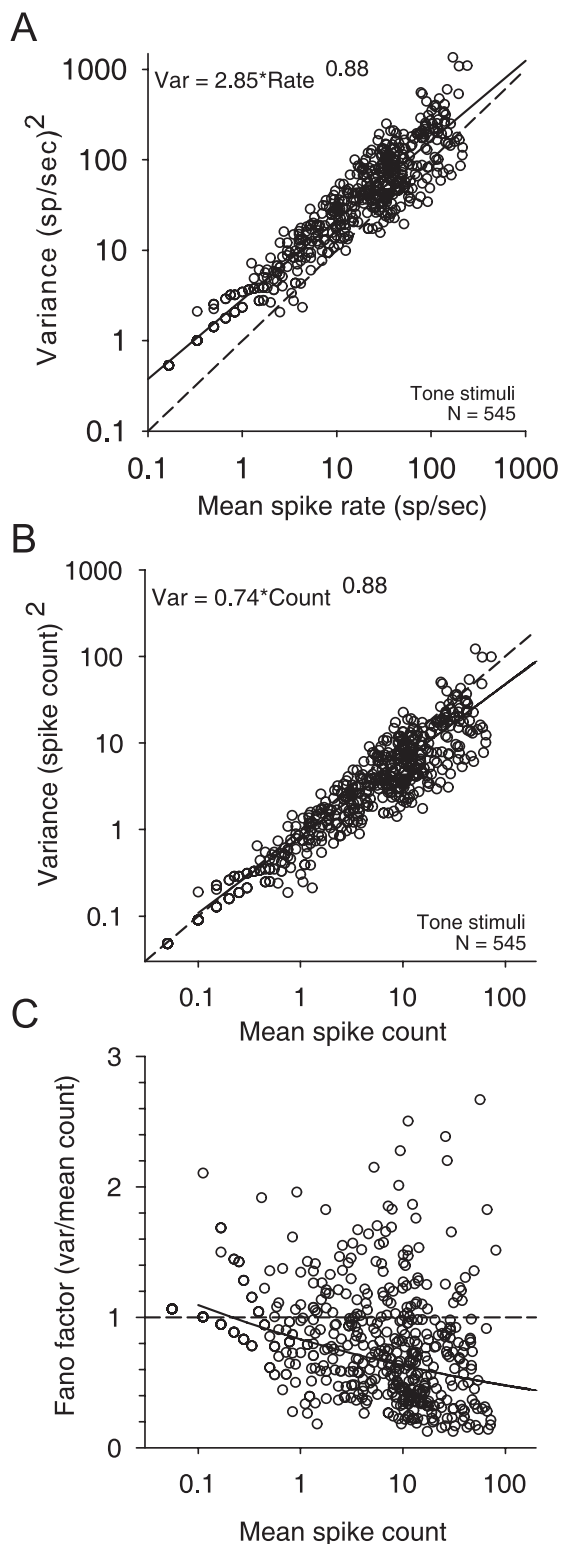 A
Var = 2.85*Rate 0.88
1000
100
10
1
0.1
Variance (sp/sec)2
Tone stimuli
N = 545
0.1 1 10 100 1000
Mean spike rate (sp/sec)
B
Var = 0.74*Count 0.88
1000
100
10
1
0.1
Variance (spike count) 2
Tone stimuli
N = 545
0.1 1 10 100
Mean spike count
C
3
2
1
0
Fano factor (var/mean count)
0.1 1 10 100
Mean spike count